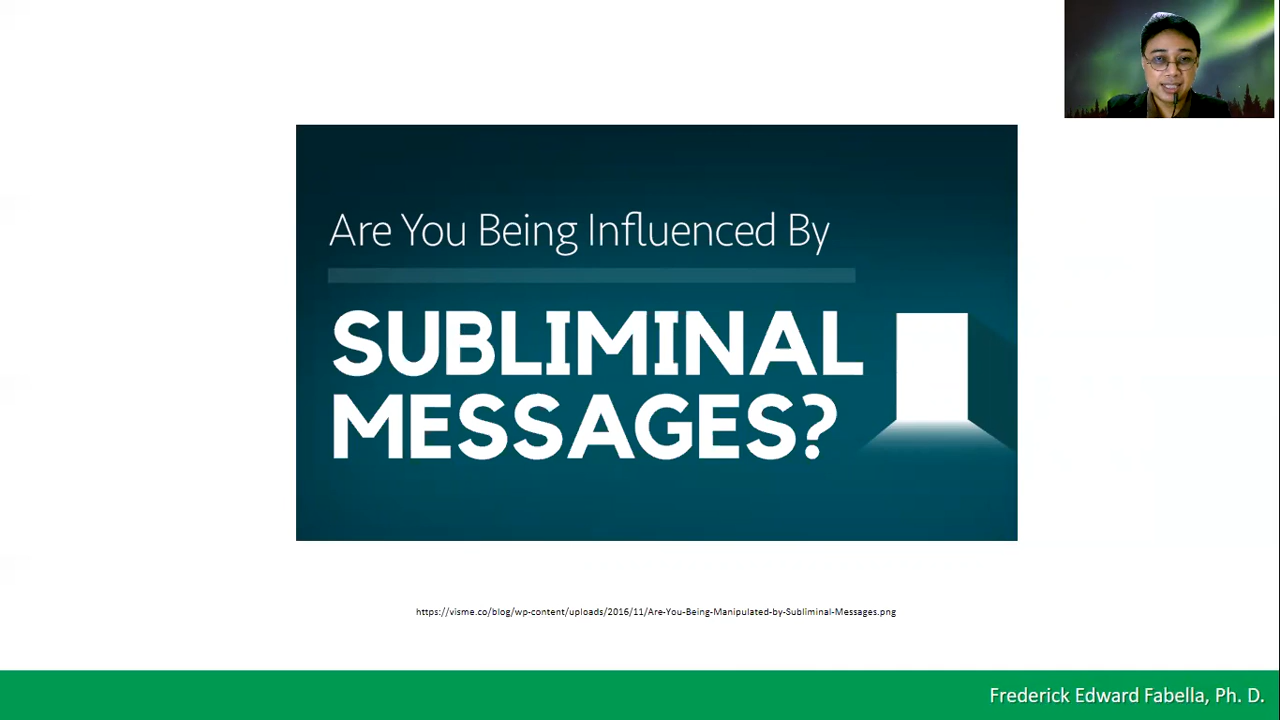 Are You Being Influenced By
SUBLIMINAL
MESSAGES?
https://visme.co/blog/wp-content/uploads/2016/11/Are-You-Being-Manipulated-by-Subliminal-Messages.png
Frederick Edward Fabella, Ph. D.